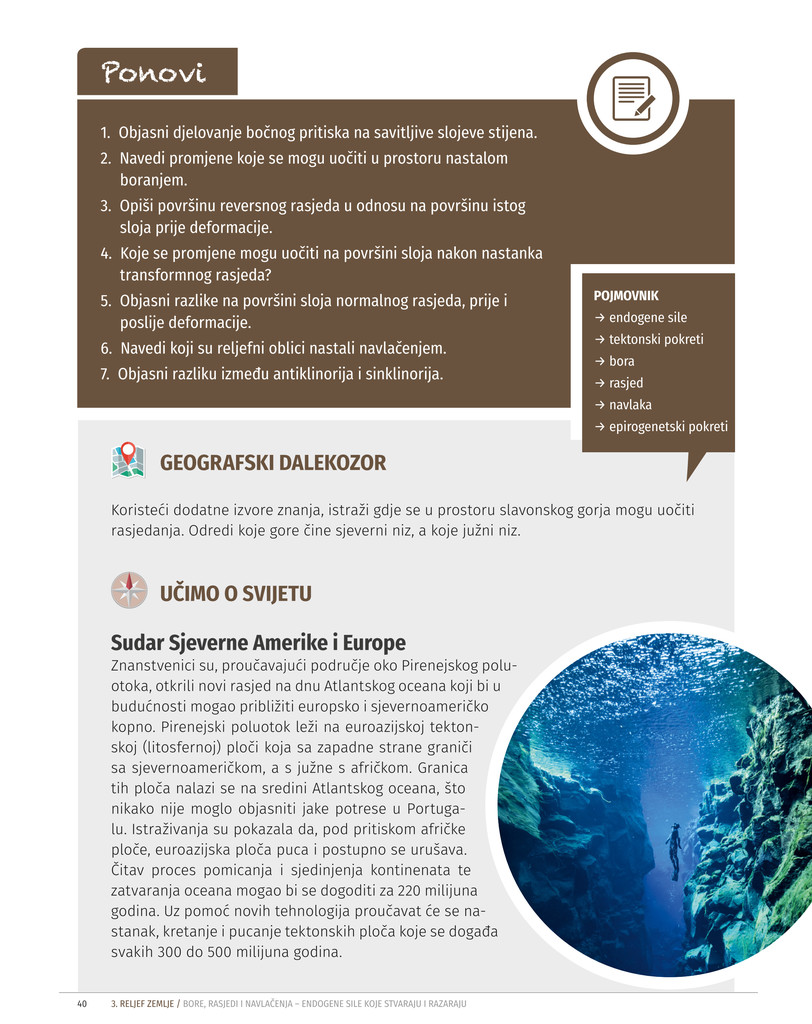 Ponovi
1. Objasni djelovanje bočnog pritiska na savitljive slojeve stijena.
2. Navedi promjene koje se mogu uočiti u prostoru nastalom
boranjem.
3. Opiši površinu reversnog rasjeda u odnosu na površinu istog
sloja prije deformacije.
4. Koje se promjene mogu uočiti na površini sloja nakon nastanka
transformnog rasjeda?
5. Objasni razlike na površini sloja normalnog rasjeda, prije i
poslije deformacije.
6. Navedi koji su reljefni oblici nastali navlačenjem.
7. Objasni razliku između antiklinorija i sinklinorija.
POJMOVNIK
→ endogene sile
→ tektonski pokreti
→ bora
→ rasjed
→ navlaka
→ epirogenetski pokreti
GEOGRAFSKI DALEKOZOR
Koristeći dodatne izvore znanja, istraži gdje se u prostoru slavonskog gorja mogu uočiti
rasjedanja. Odredi koje gore čine sjeverni niz, a koje južni niz.
UČIMO O SVIJETU
Sudar Sjeverne Amerike i Europe
Znanstvenici su, proučavajući područje oko Pirenejskog polu-
otoka, otkrili novi rasjed na dnu Atlantskog oceana koji bi u
budućnosti mogao približiti europsko i sjevernoameričko
kopno. Pirenejski poluotok leži na euroazijskoj tekton-
skoj (litosfernoj) ploči koja sa zapadne strane graniči
sa sjevernoameričkom, a s južne s afričkom. Granica
tih ploča nalazi se na sredini Atlantskog oceana, što
nikako nije moglo objasniti jake potrese u Portuga-
lu. Istraživanja su pokazala da, pod pritiskom afričke
ploče, euroazijska ploča puca i postupno se urušava.
Čitav proces pomicanja i sjedinjenja kontinenata te
zatvaranja oceana mogao bi se dogoditi za 220 milijuna
godina. Uz pomoć novih tehnologija proučavat će se na-
stanak, kretanje i pucanje tektonskih ploča koje se događa
svakih 300 do 500 milijuna godina.
40 3. RELJEF ZEMLJE / BORE, RASJEDI I NAVLAČENJA – ENDOGENE SILE KOJE STVARAJU I RAZARAJU